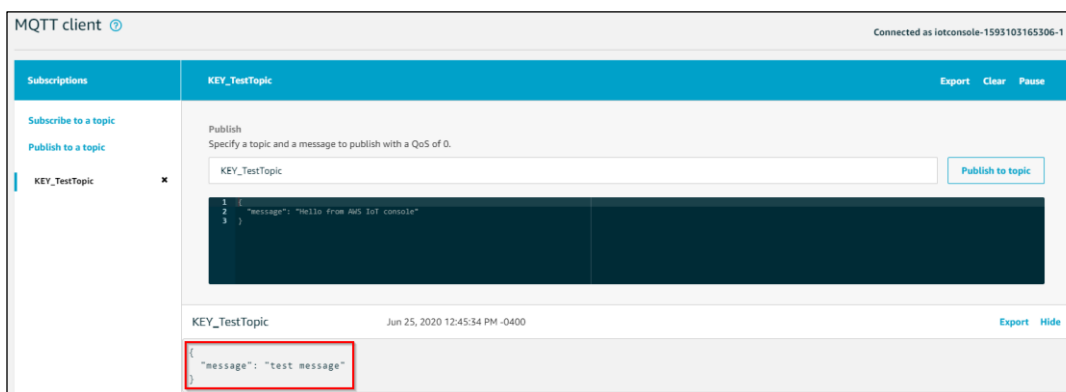 MQTT client ?
Connected as iotconsole-1593103165306-1
Subscriptions
KEY_TestTopic
Export Clear Pause
Subscribe to a topic
Publish to a topic
KEY_TestTopic ×
Publish
Specify a topic and a message to publish with a QoS of 0.
KEY_TestTopic
Publish to topic
1 {
2 "message": "Hello from AWS IoT console"
3 }
KEY_TestTopic Jun 25, 2020 12:45:34 PM -0400 Export Hide
{
"message": "test message"
}